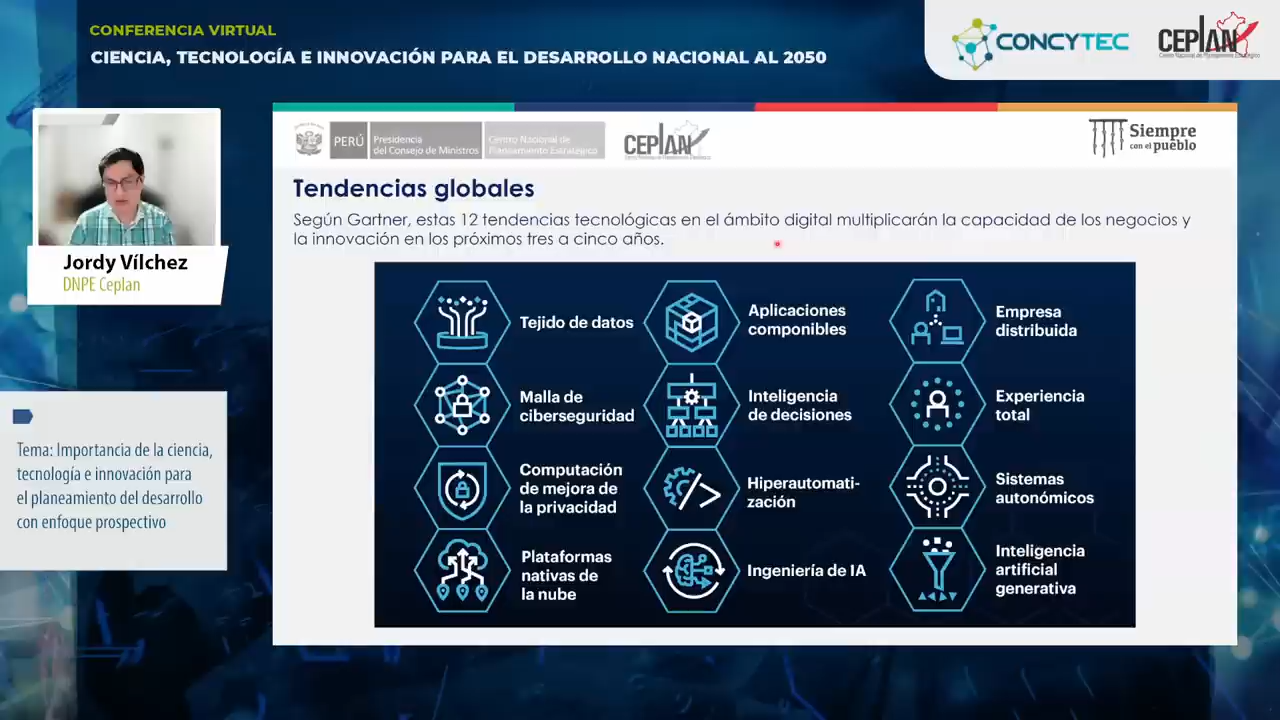 CONFERENCIA VIRTUAL
CIENCIA, TECNOLOGÍA E INNOVACIÓN PARA EL DESARROLLO NACIONAL AL 2050
CONCYTEC
CEPLAN
PERÚ
Presidencia
del Consejo de Ministros
Centro Nacional de
Planeamiento Estratégico
CEPLAN
Siempre
con el pueblo
Jordy Vílchez
DNPE Ceplan
Tema: Importancia de la ciencia,
tecnología e innovación para
el planeamiento del desarrollo
con enfoque prospectivo
Tendencias globales
Según Gartner, estas 12 tendencias tecnológicas en el ámbito digital multiplicarán la capacidad de los negocios y
la innovación en los próximos tres a cinco años.
Tejido de datos
Aplicaciones
componibles
Empresa
distribuida
Malla de
ciberseguridad
Inteligencia
de decisiones
Experiencia
total
Computación
de mejora de
la privacidad
Hiperautomati-
zación
Sistemas
autonómicos
Plataformas
nativas de
la nube
Ingeniería de IA
Inteligencia
artificial
generativa